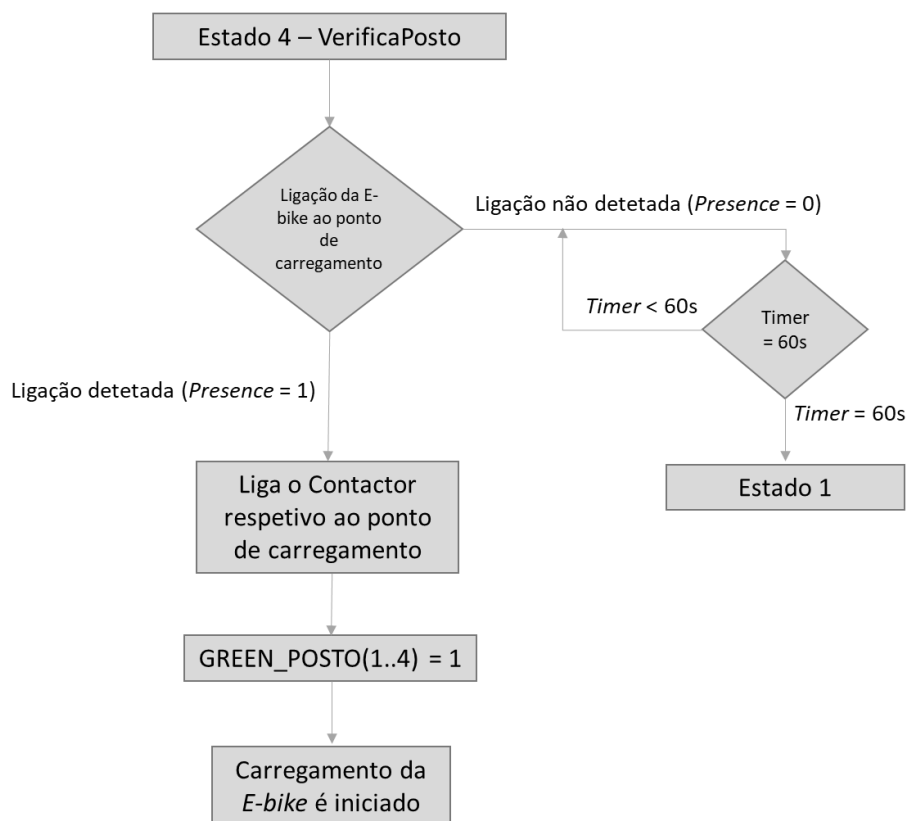 Estado 4 – VerificaPosto
Ligação da E-
bike ao ponto
de
carregamento
Ligação não detetada (Presence = 0)
Timer < 60s
Timer
= 60s
Ligação detetada (Presence = 1)
Timer = 60s
Liga o Contactor
respetivo ao ponto
de carregamento
Estado 1
GREEN_POSTO(1..4) = 1
Carregamento da
E-bike é iniciado